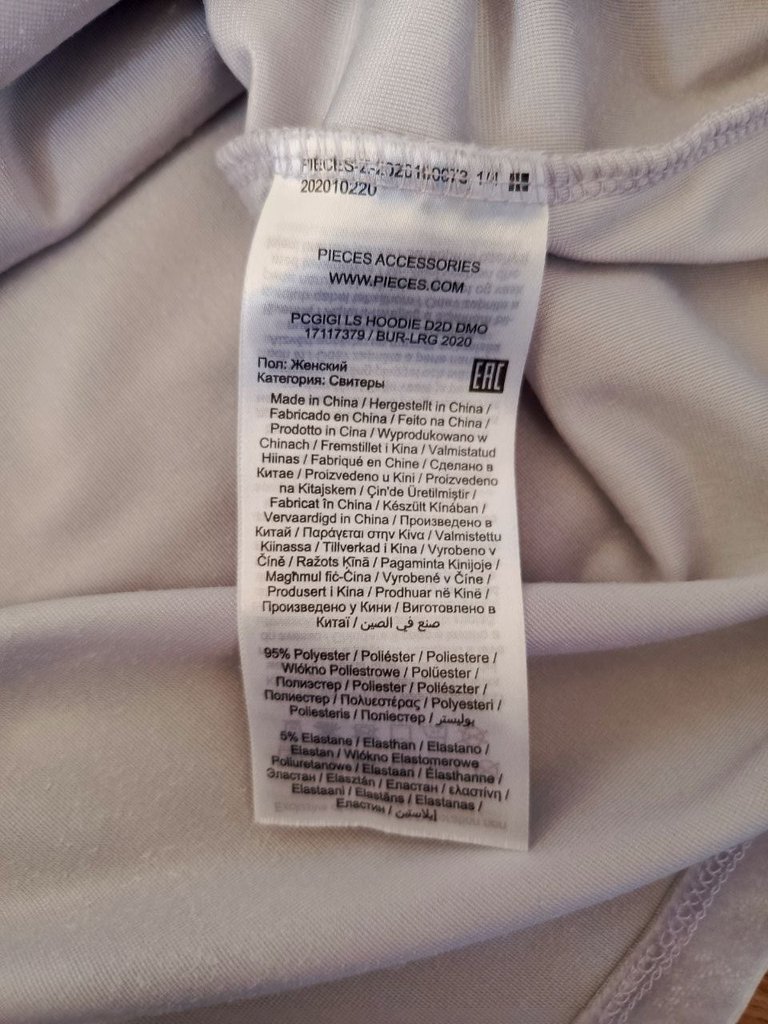 PIECES-Z-2020100073 1/4
202010220
PIECES ACCESSORIES
WWW.PIECES.COM
PCGIGI LS HOODIE D2D DMO
17117379 / BUR-LRG 2020
Пол: Женский
Категория: Свитеры
EAC
Made in China / Hergestellt in China /
Fabricado en China / Feito na China /
Prodotto in Cina / Wyprodukowano w
Chinach / Fremstillet i Kina / Valmistatud
Hiinas / Fabriqué en Chine / Сделано в
Китае / Proizvedeno u Kini / Proizvedeno
na Kitajskem / Çin'de Üretilmiştir /
Fabricat în China / Készült Kínában /
Vervaardigd in China / Произведено в
Китай / Παράγεται στην Κίνα / Valmistettu
Kiinassa / Tillverkad i Kina / Vyrobeno v
Číně / Ražots Ķīnā / Pagaminta Kinijoje /
Magħmul fiċ-Ċina / Vyrobené v Číne /
Produsert i Kina / Prodhuar në Kinë /
Произведено у Кини / Виготовлено в
Китаї / صنع في الصين
95% Polyester / Poliéster / Poliestere /
Włókno Poliestrowe / Polüester /
Полиэстер / Poliester / Poliészter /
Полиестер / Πολυεστέρας / Polyesteri /
Poliesteris / Поліестер / بوليستر
5% Elastane / Elasthan / Elastano /
Elastan / Włókno Elastomerowe
Poliuretanowe / Elastaan / Élasthanne /
Эластан / Elasztán / Еластан / ελαστίνη /
Elastaani / Elastāns / Elastanas /
Еластин / إيلاستين